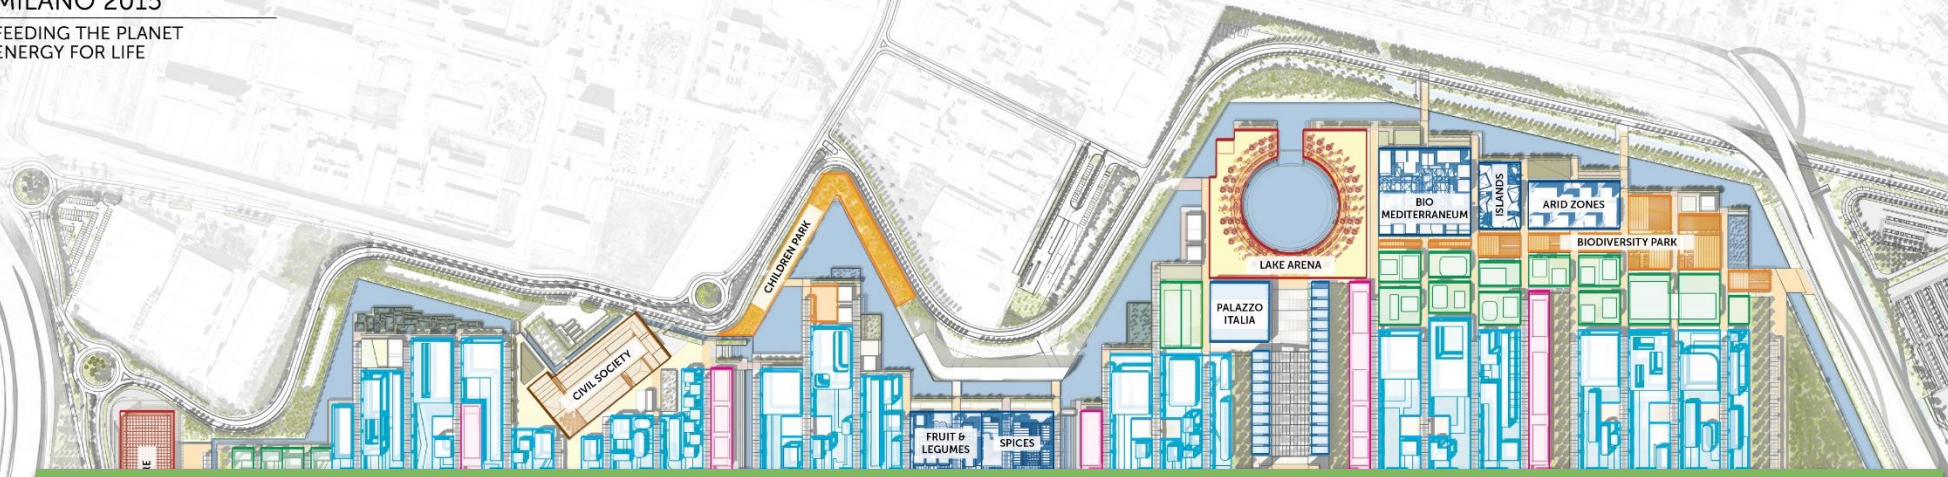 MILANO 2015
FEEDING THE PLANET
ENERGY FOR LIFE
CHILDREN PARK
CIVIL SOCIETY
FRUIT &
LEGUMES
SPICES
LAKE ARENA
PALAZZO
ITALIA
BIO
MEDITERRANEUM
ISLANDS
ARID ZONES
BIODIVERSITY PARK
RE